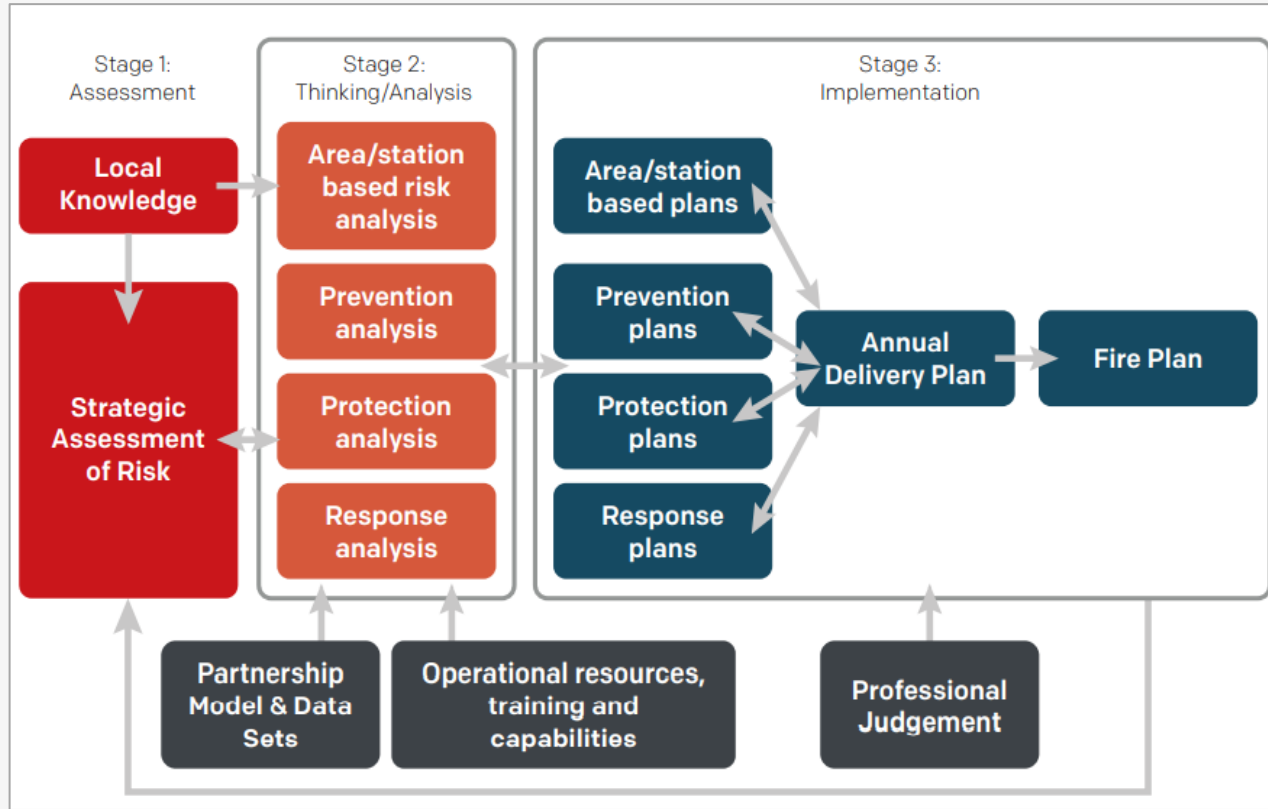 Stage 1:
Assessment
Stage 2:
Thinking/Analysis
Stage 3:
Implementation
Local
Knowledge
Strategic
Assessment
of Risk
Area/station
based risk
analysis
Prevention
analysis
Protection
analysis
Response
analysis
Area/station
based plans
Prevention
plans
Protection
plans
Response
plans
Annual
Delivery Plan
Fire Plan
Partnership
Model & Data
Sets
Operational resources,
training and
capabilities
Professional
Judgement